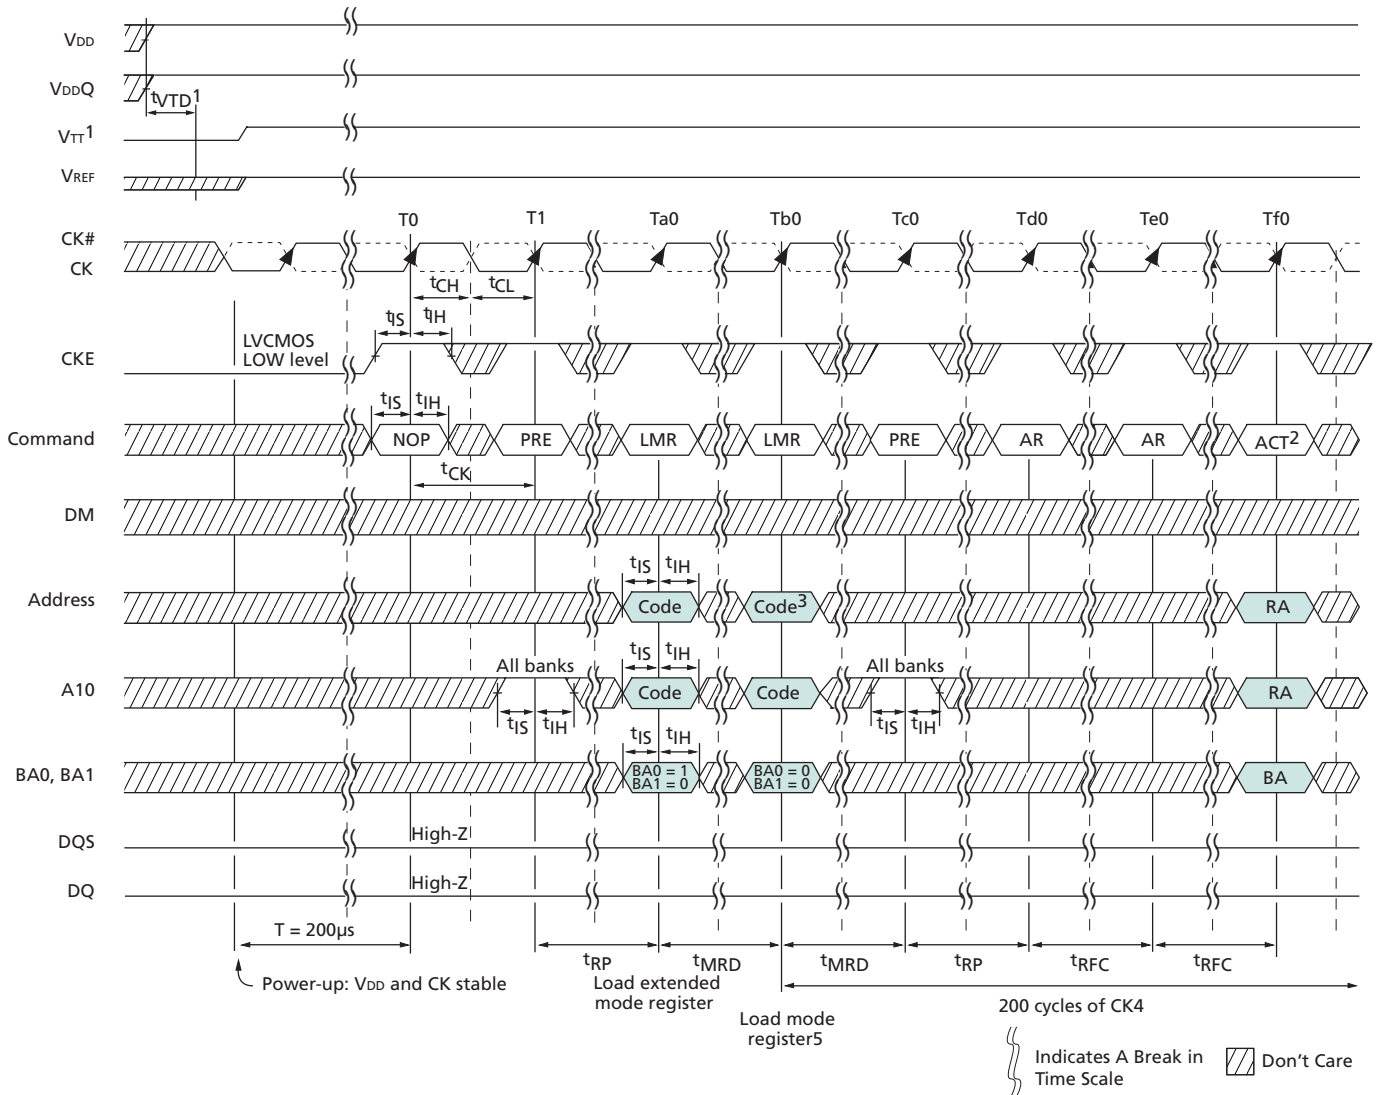 VDD
VDDQ
tVTD1
VTT1
VREF
T0 T1 Ta0 Tb0 Tc0 Td0 Te0 Tf0
CK#
CK
tCH tCL
tIS tIH
LVCMOS
LOW level
CKE
tIS tIH
Command NOP PRE LMR LMR PRE AR AR ACT2
tCK
DM
tIS tIH
Address Code Code3 RA
All banks tIS tIH All banks
A10 Code Code RA
tIS tIH tIS tIH
tIS tIH
BA0, BA1
BA0 = 1
BA1 = 0
BA0 = 0
BA1 = 0
BA
DQS High-Z
DQ High-Z
T = 200µs
tRP tMRD tMRD tRP tRFC tRFC
Power-up: VDD and CK stable
Load extended
mode register
200 cycles of CK4
Load mode
register5
Indicates A Break in
Time Scale
Don't Care